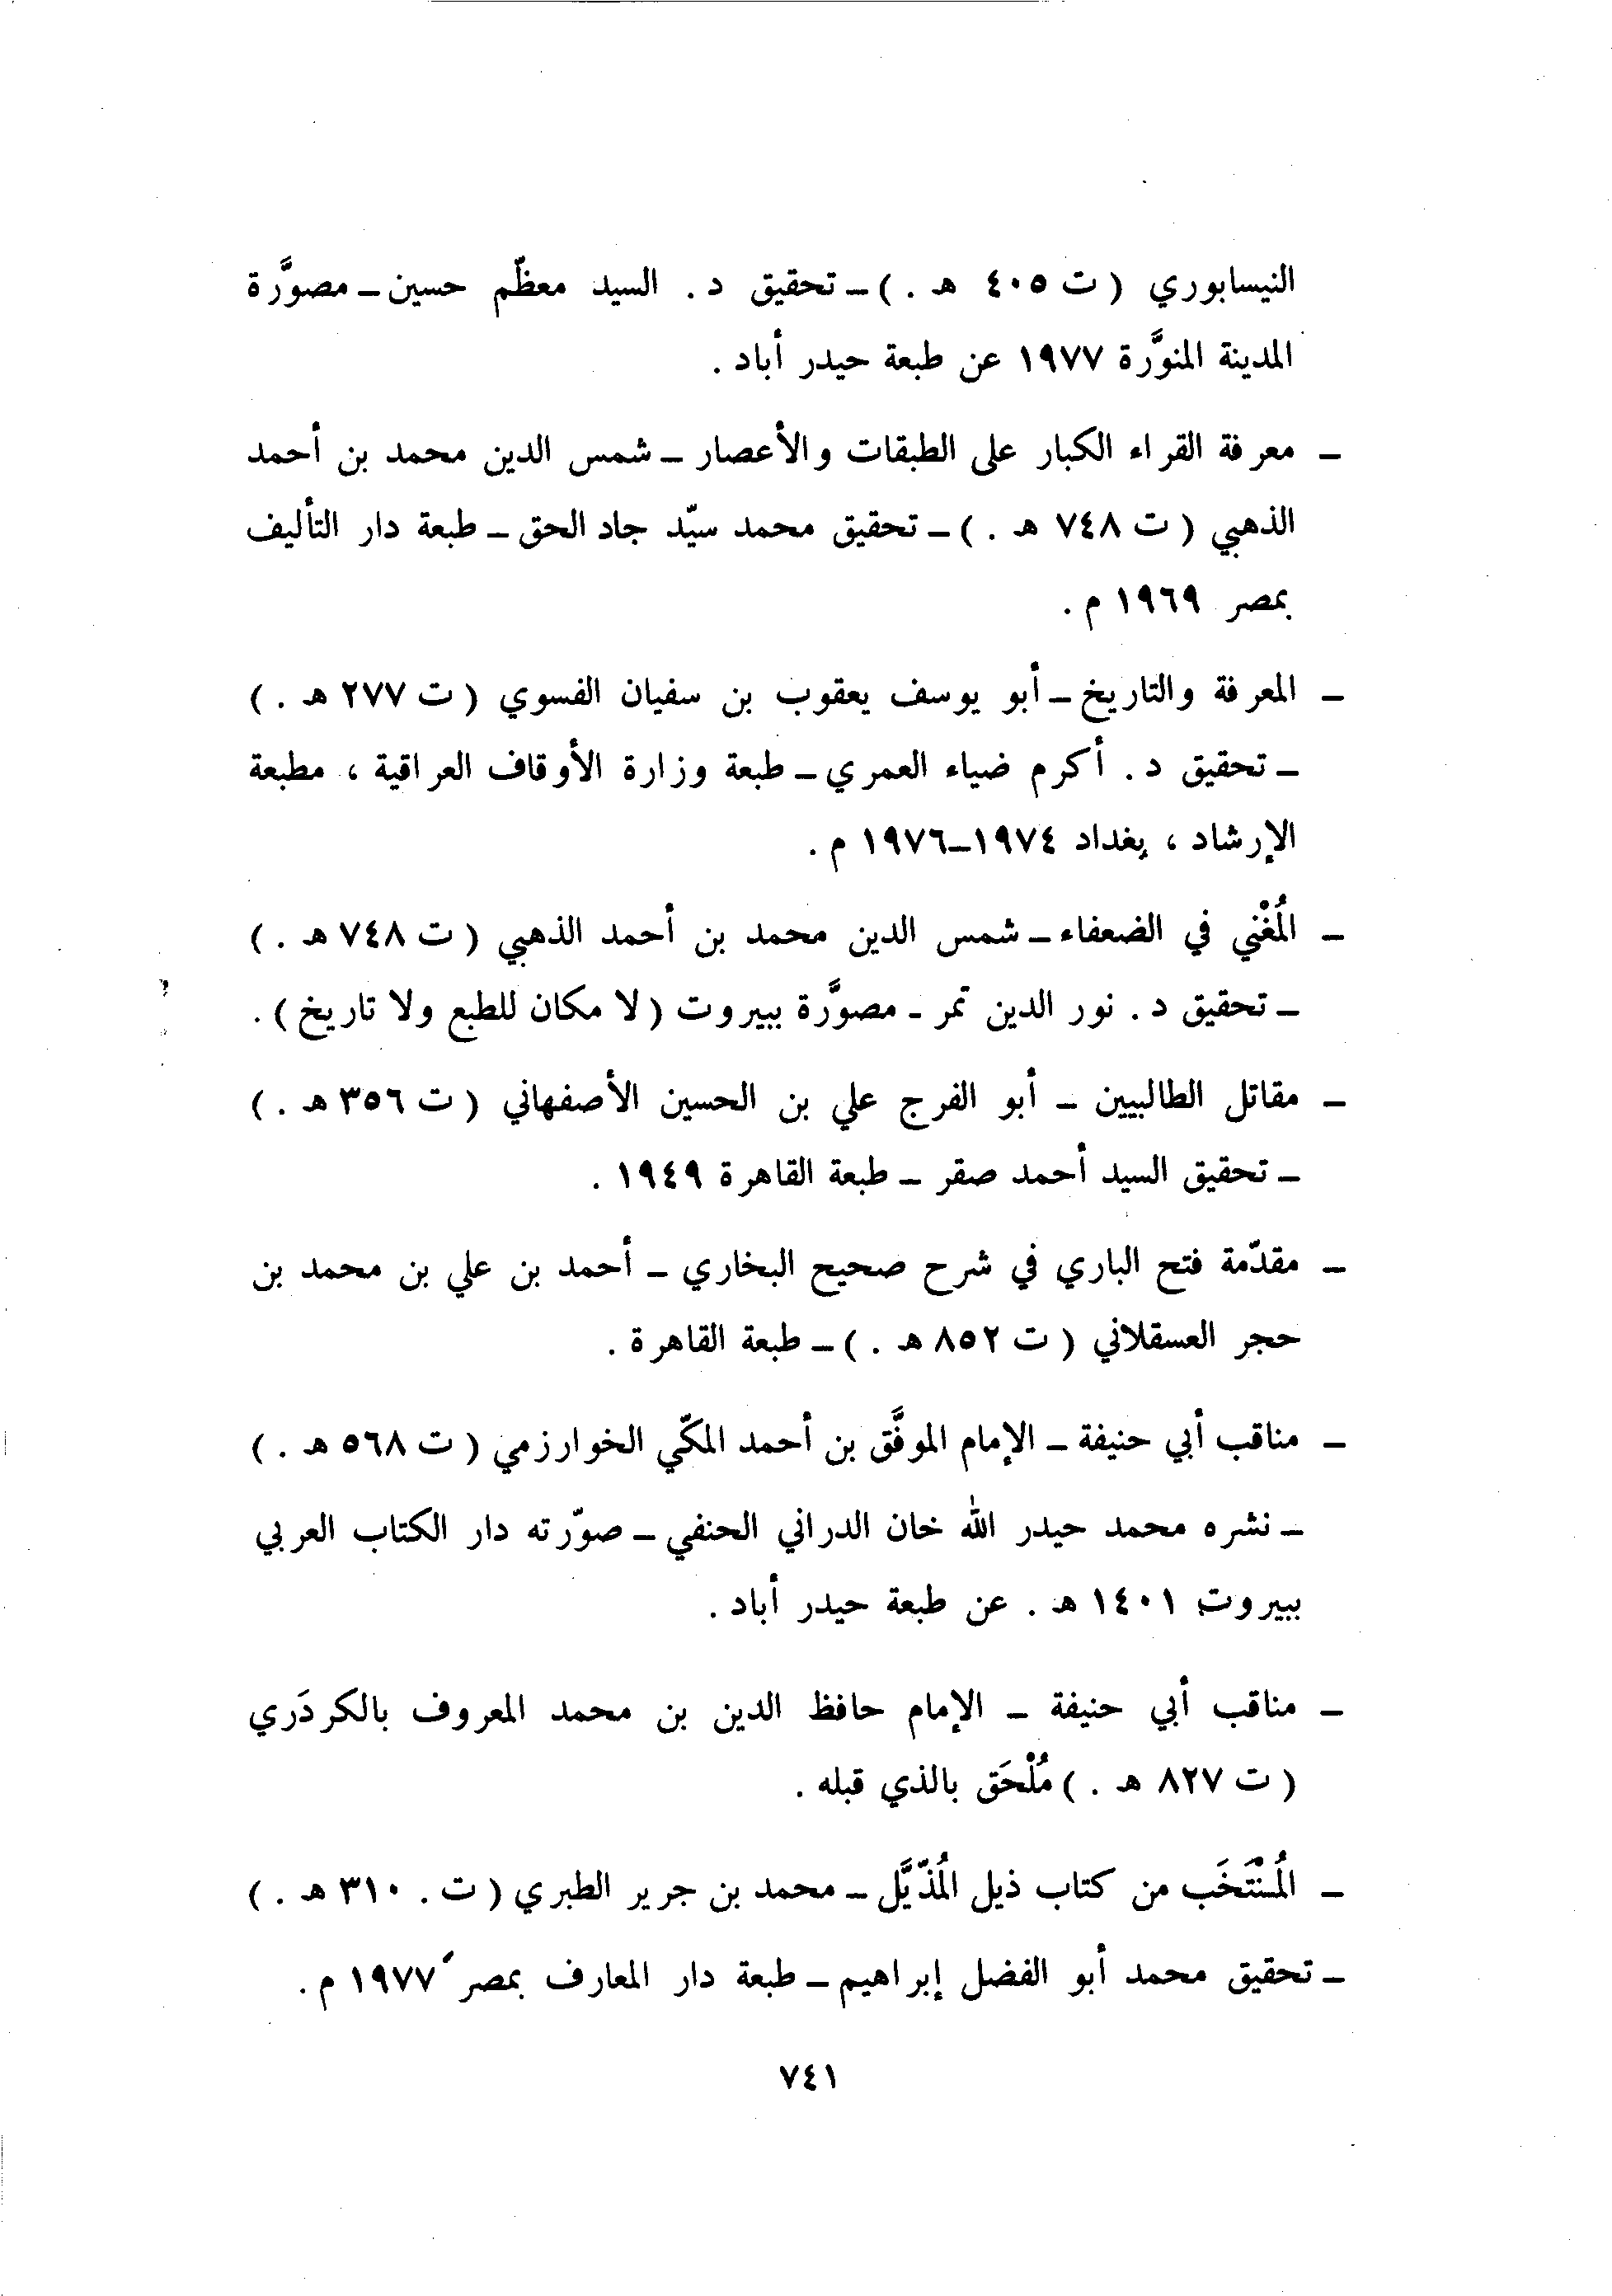 النيسابوري ( ت ٤٠٥ هـ . ) ـ تحقيق د . السيد معظّم حسين ـ مصوَّرة
المدينة المنوَّرة ١٩٧٧ عن طبعة حيدر أباد .
ـ معرفة القراء الكبار على الطبقات والأعصار ـ شمس الدين محمد بن أحمد
الذهبي ( ت ٧٤٨ هـ . ) ـ تحقيق محمد سيّد جاد الحق ـ طبعة دار التأليف
بمصر ١٩٦٩ م .
ـ المعرفة والتاريخ ـ أبو يوسف يعقوب بن سفيان الفسوي ( ت ٢٧٧ هـ . )
ـ تحقيق د . أكرم ضياء العمري ـ طبعة وزارة الأوقاف العراقية ، مطبعة
الإرشاد ، بغداد ١٩٧٤ـ١٩٧٦ م .
ـ المُغْني في الضعفاء ـ شمس الدين محمد بن أحمد الذهبي ( ت ٧٤٨ هـ . )
ـ تحقيق د . نور الدين تمر ـ مصوَّرة ببيروت ( لا مكان للطبع ولا تاريخ ) .
ـ مقاتل الطالبيين ـ أبو الفرج علي بن الحسين الأصفهاني ( ت ٣٥٦ هـ . )
ـ تحقيق السيد أحمد صقر ـ طبعة القاهرة ١٩٤٩ .
ـ مقدّمة فتح الباري في شرح صحيح البخاري ـ أحمد بن علي بن محمد بن
حجر العسقلاني ( ت ٨٥٢ هـ . ) ـ طبعة القاهرة .
ـ مناقب أبي حنيفة ـ الإمام الموفَّق بن أحمد المكّي الخوارزمي ( ت ٥٦٨ هـ . )
ـ نشره محمد حيدر الله خان الدراني الحنفي ـ صوّرته دار الكتاب العربي
ببيروت ١٤٠١ هـ . عن طبعة حيدر أباد .
ـ مناقب أبي حنيفة ـ الإمام حافظ الدين بن محمد المعروف بالكردَري
( ت ٨٢٧ هـ . ) مُلْحَق بالذي قبله .
ـ المُنْتَخَب من كتاب ذيل المُذّيَّل ـ محمد بن جرير الطبري ( ت . ٣١٠ هـ . )
ـ تحقيق محمد أبو الفضل إبراهيم ـ طبعة دار المعارف بمصر ١٩٧٧ م .
٧٤١